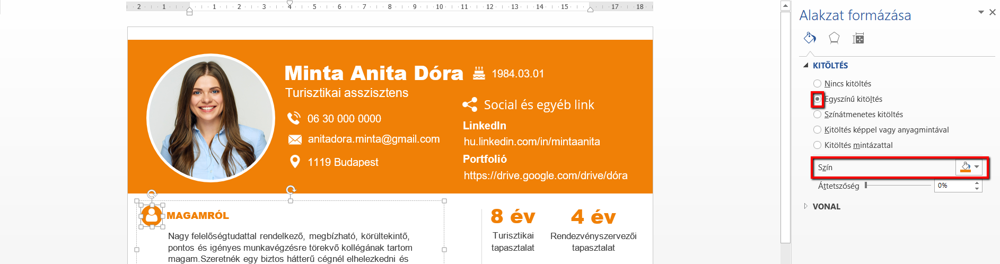 2 1 1 2 3 4 5 6 7 8 9 10 11 12 13 14 15 17 18
Minta Anita Dóra
1984.03.01
Turisztikai asszisztens
06 30 000 0000
anitadora.minta@gmail.com
1119 Budapest
Social és egyéb link
LinkedIn
hu.linkedin.com/in/mintaanita
Portfolió
https://drive.google.com/drive/dóra
MAGAMRÓL
Nagy felelőségtudattal rendelkező, megbízható, körültekintő,
pontos és igényes munkavégzésre törekvő kollégának tartom
magam.Szeretnék egy biztos hátterű cégnél elhelezkedni és
8 év
Turisztikai
tapasztalat
4 év
Rendezvényszervezői
tapasztalat
Alakzat formázása
KITÖLTÉS
Nincs kitöltés
Egyszínű kitöltés
Színátmenetes kitöltés
Kitöltés képpel vagy anyagmintával
Kitöltés mintázattal
Szín
Áttetszőség
0%
VONAL